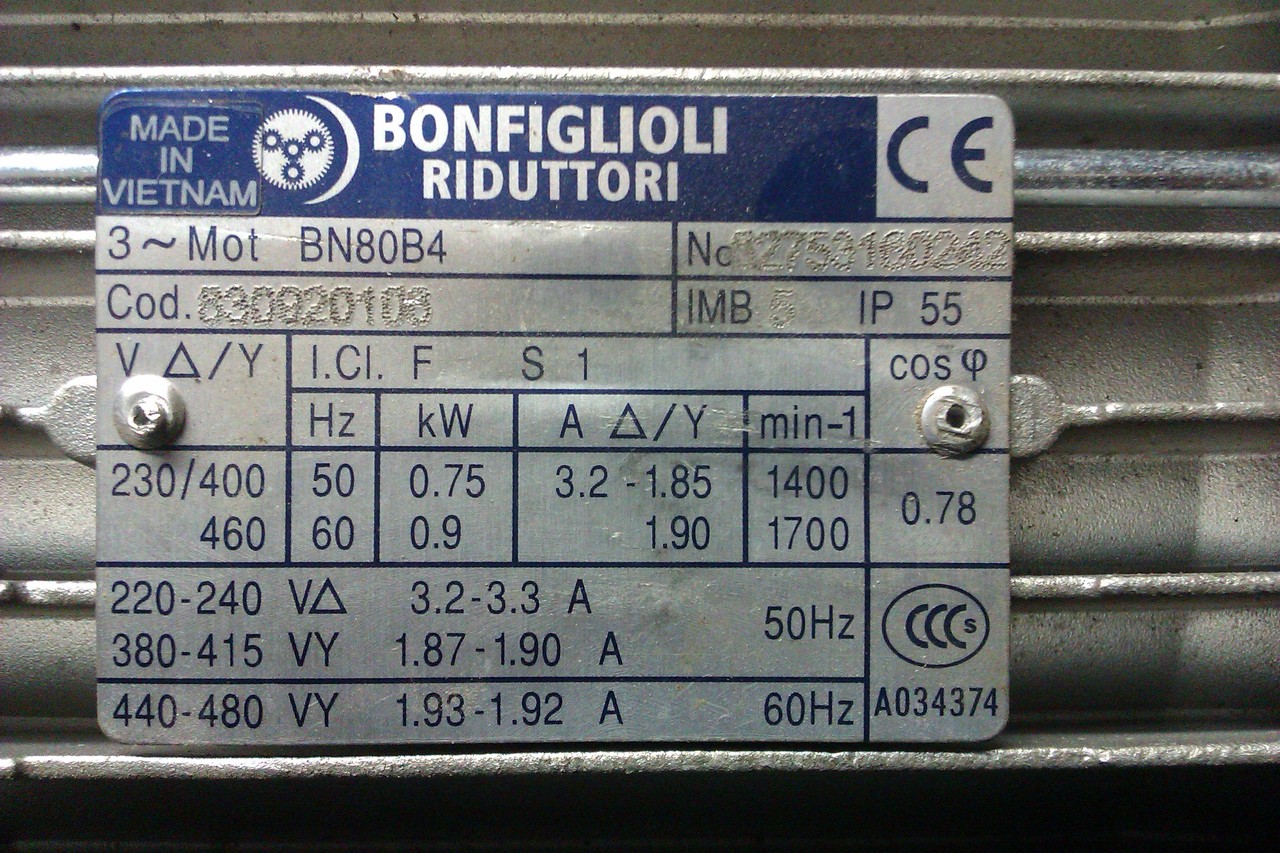 MADE
IN
VIETNAM
BONFIGLIOLI
RIDUTTORI
CE
3~Mot BN80B4
No
Cod. 830820108
IMB 5 IP 55
V Δ/Y
I.Cl. F S 1
cos φ
Hz kW A Δ/Y min-1
230/400 50 0.75 3.2 - 1.85 1400
460 60 0.9 1.90 1700
0.78
220-240 VΔ 3.2-3.3 A
380-415 VY 1.87-1.90 A
50Hz
440-480 VY 1.93-1.92 A 60Hz
CCC S
A034374